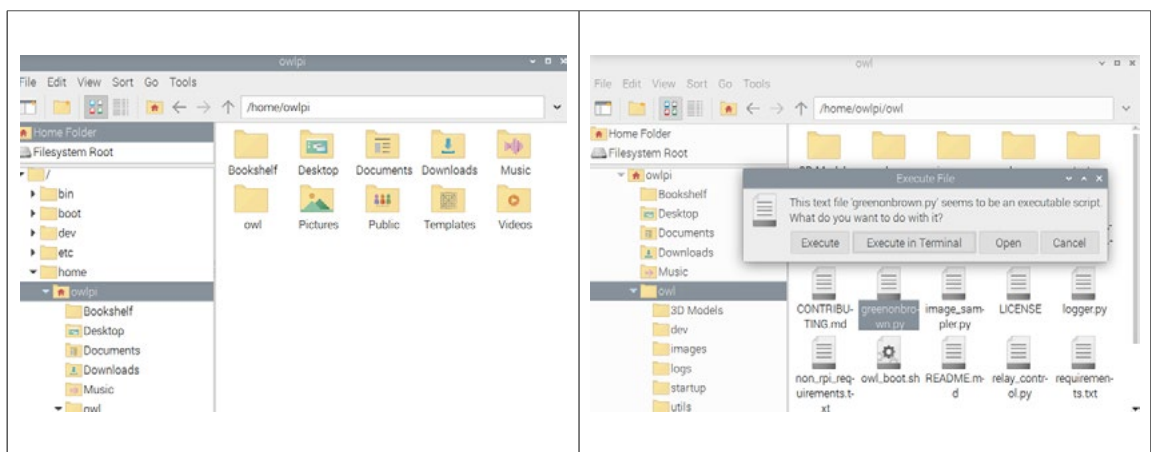 owlpi
File Edit View Sort Go Tools
/home/owlpi
Home Folder
Filesystem Root
/
bin
boot
dev
etc
home
owlpi
Bookshelf
Desktop
Documents
Downloads
Music
owl
Bookshelf Desktop Documents Downloads Music
owl Pictures Public Templates Videos
owl
File Edit View Sort Go Tools
/home/owlpi/owl
Home Folder
Filesystem Root
owlpi
Bookshelf
Desktop
Documents
Downloads
Music
owl
3D Models
dev
images
logs
startup
utils
Execute File
This text file 'greenonbrown.py' seems to be an executable script.
What do you want to do with it?
Execute Execute in Terminal Open Cancel
CONTRIBU- greenonbro- image_sam- LICENSE logger.py
TING.md wn.py pler.py
non_rpi_req- owl_boot.sh README.m- relay_contr- requiremen-
uirements.t- d ol.py ts.txt
xt